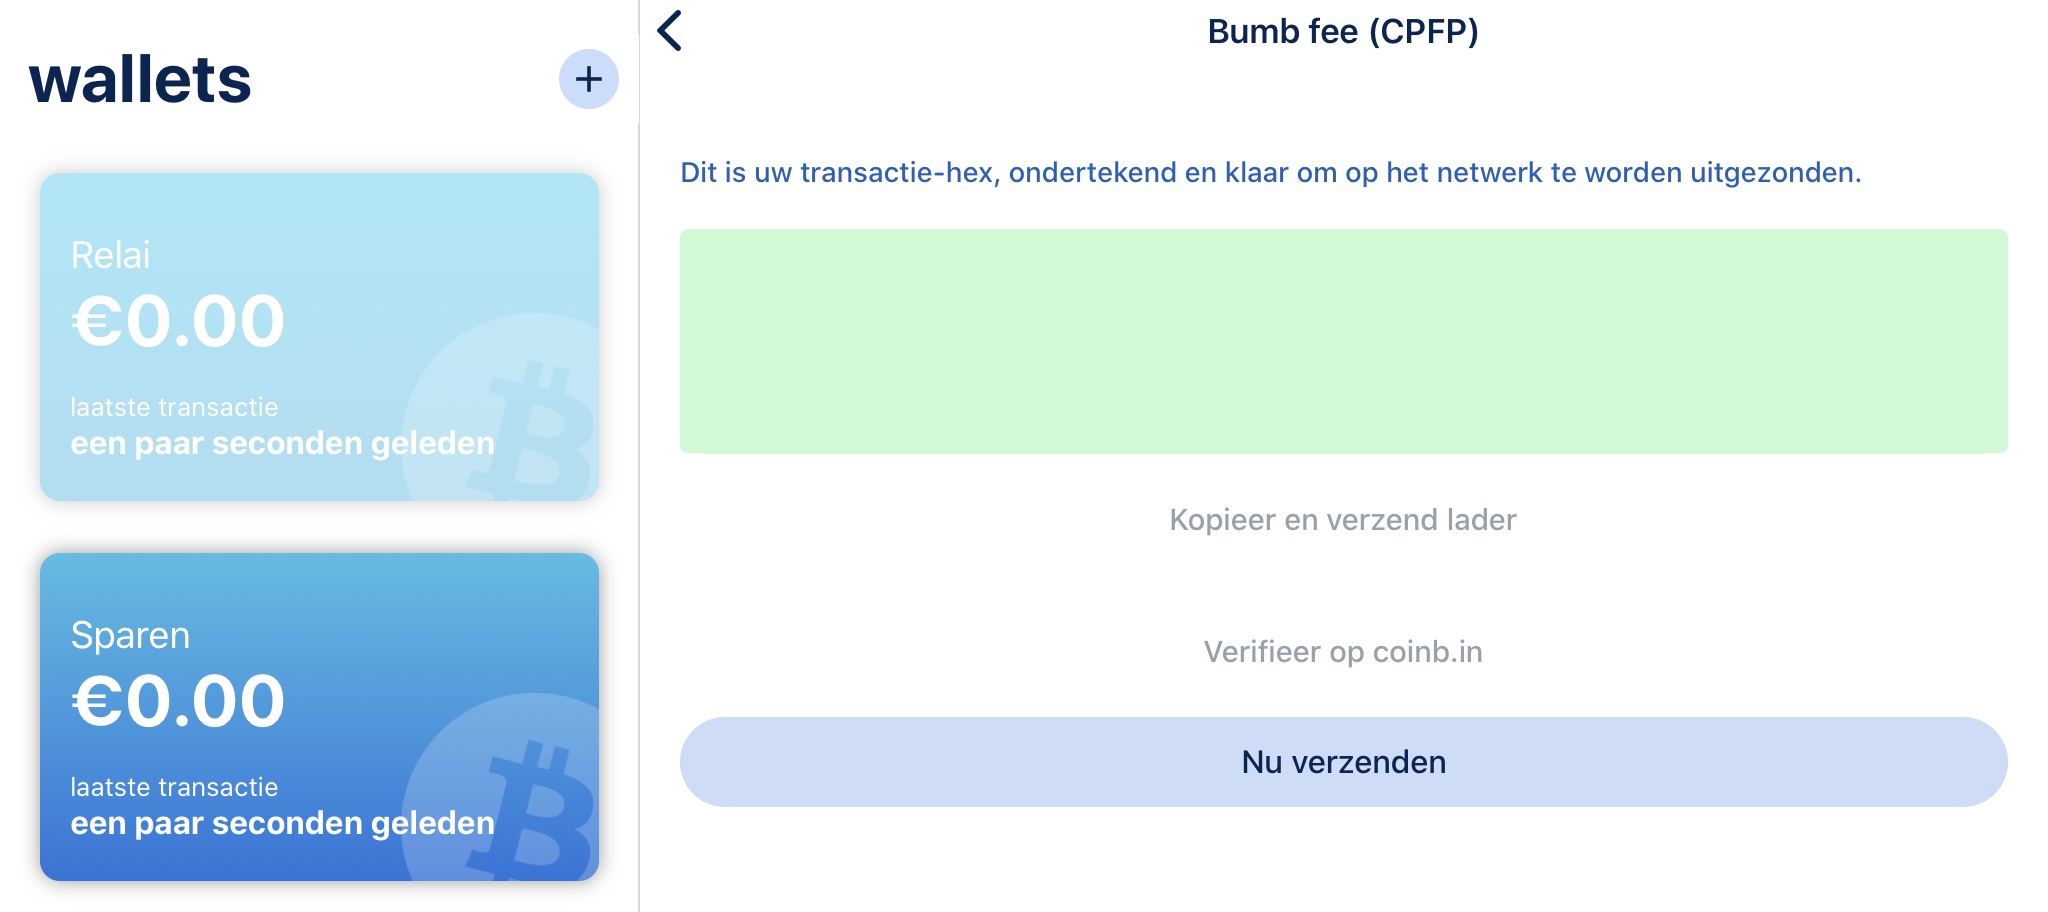 wallets
+
Relai
€0.00
laatste transactie
een paar seconden geleden
Sparen
€0.00
laatste transactie
een paar seconden geleden
Bumb fee (CPFP)
Dit is uw transactie-hex, ondertekend en klaar om op het netwerk te worden uitgezonden.
Kopieer en verzend lader
Verifieer op coinb.in
Nu verzenden